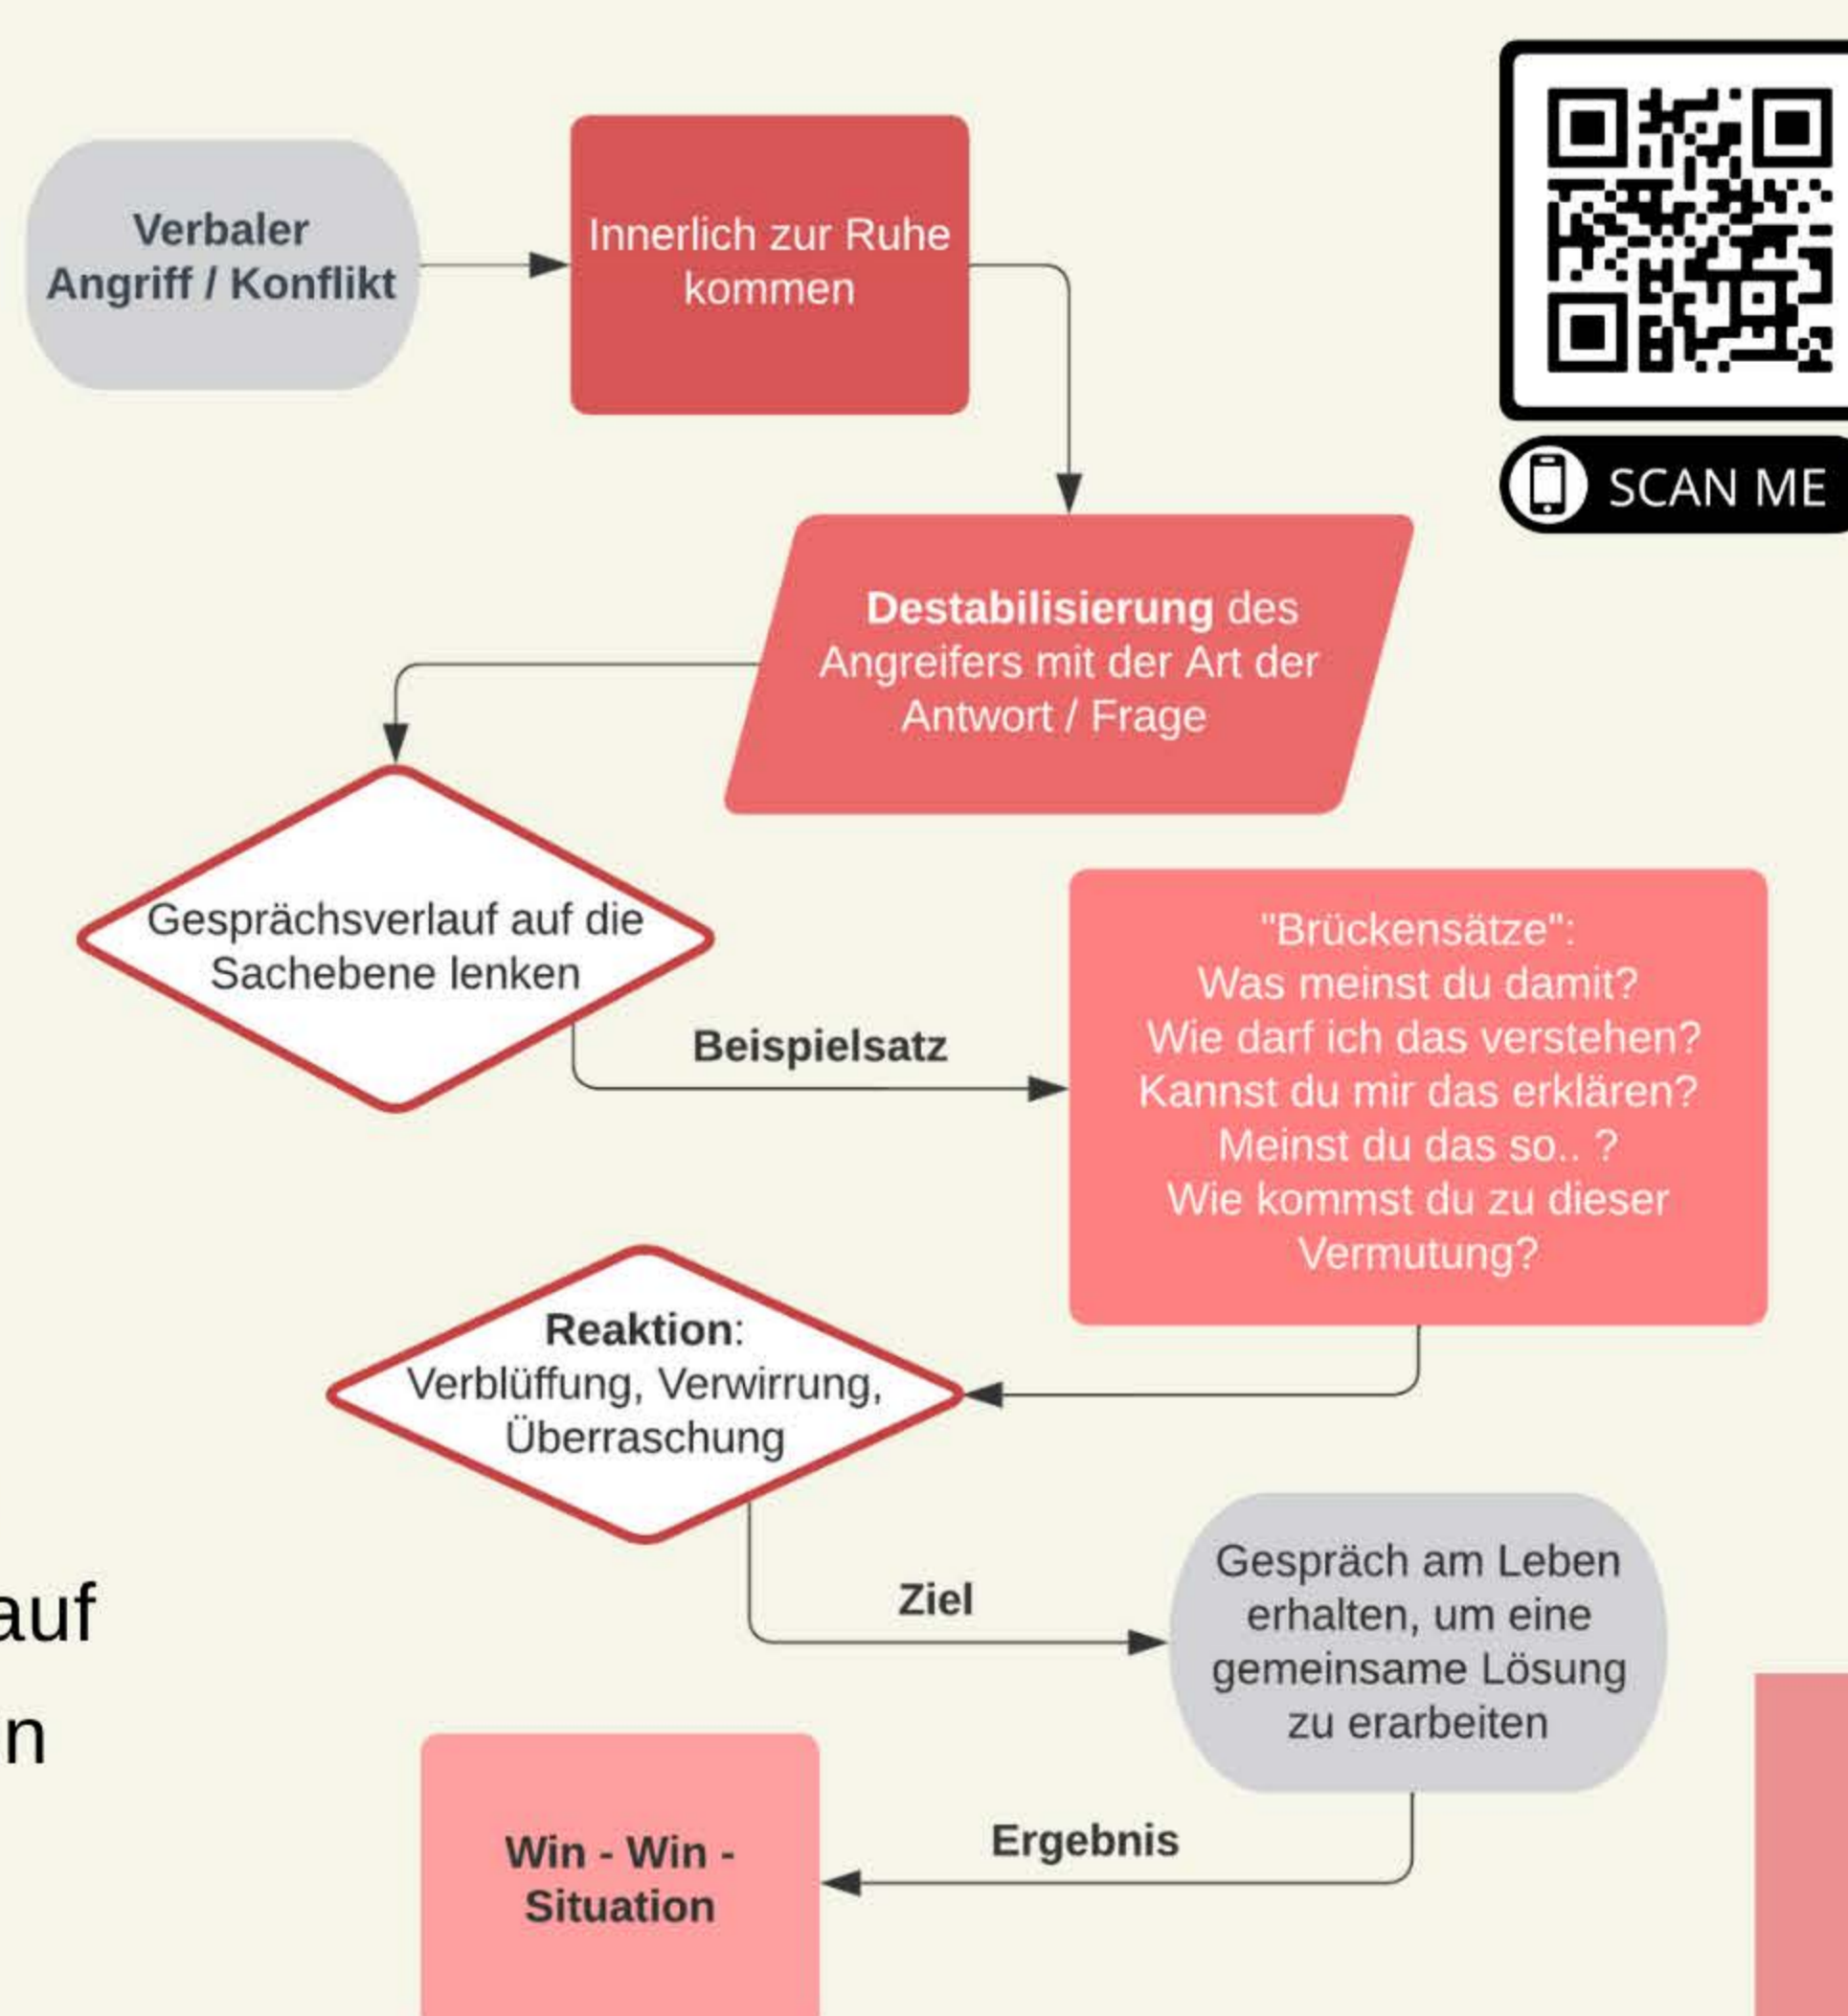 Verbaler
Angriff / Konflikt
Innerlich zur Ruhe
kommen
SCAN ME
Destabilisierung des
Angreifers mit der Art der
Antwort / Frage
Gesprächsverlauf auf die
Sachebene lenken
Beispielsatz
"Brückensätze":
Was meinst du damit?
Wie darf ich das verstehen?
Kannst du mir das erklären?
Meinst du das so.. ?
Wie kommst du zu dieser
Vermutung?
Reaktion:
Verblüffung, Verwirrung,
Überraschung
Ziel
Gespräch am Leben
erhalten, um eine
gemeinsame Lösung
zu erarbeiten
Ergebnis
Win - Win -
Situation